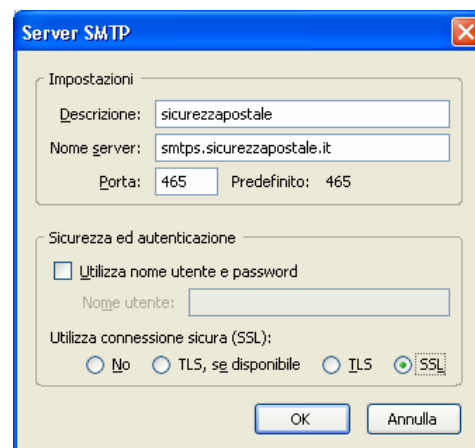 Server SMTP
Impostazioni
Descrizione: sicurezzapostale
Nome server: smtps.sicurezzapostale.it
Porta: 465 Predefinito: 465
Sicurezza ed autenticazione
Utilizza nome utente e password
Nome utente:
Utilizza connessione sicura (SSL):
No TLS, se disponibile TLS SSL
OK Annulla